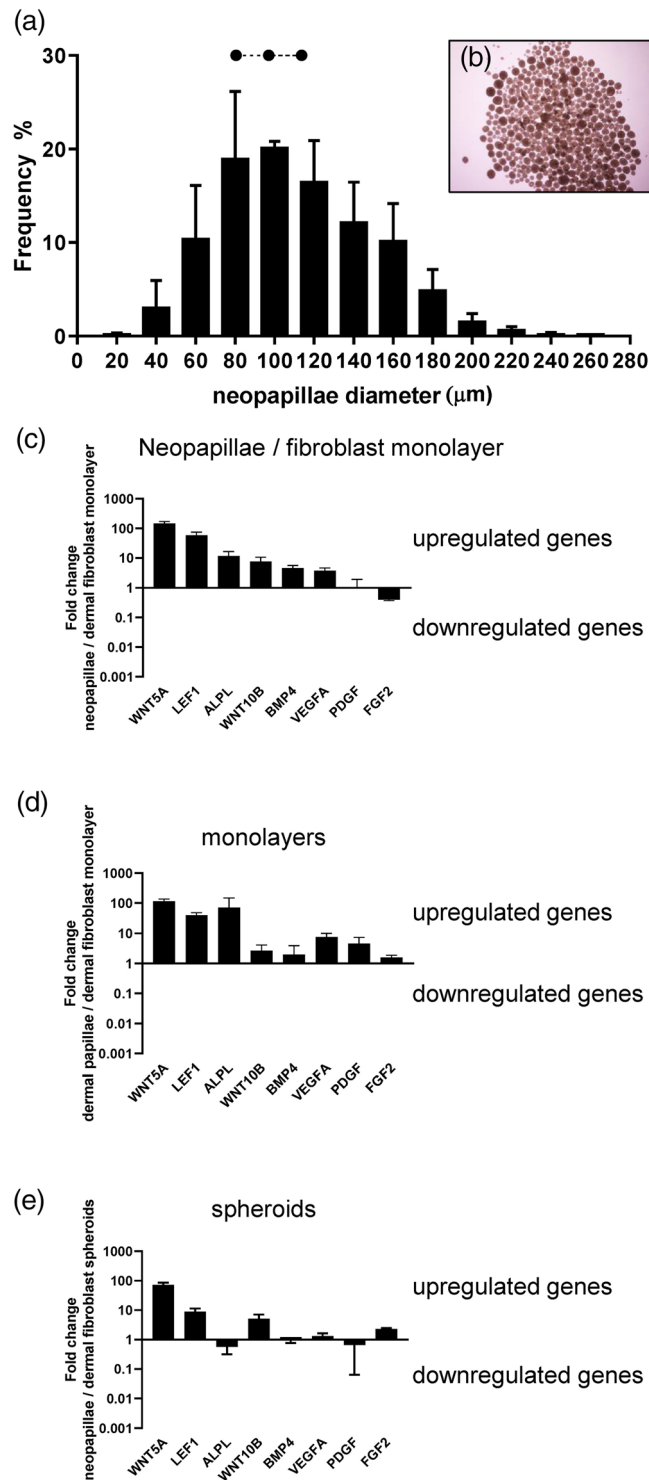 (a)
30
20
10
0
Frequency %
(b)
0 20 40 60 80 100 120 140 160 180 200 220 240 260 280
neopapillae diameter (μm)
(c)
Neopapillae / fibroblast monolayer
Fold change
neopapillae / dermal fibroblast monolayer
1000
100
10
1
0.1
0.01
0.001
upregulated genes
downregulated genes
WNT5A LEF1 ALPL WNT10B BMP4 VEGFA PDGF FGF2
(d)
monolayers
Fold change
dermal papillae / dermal fibroblast monolayer
1000
100
10
1
0.1
0.01
0.001
upregulated genes
downregulated genes
WNT5A LEF1 ALPL WNT10B BMP4 VEGFA PDGF FGF2
(e)
spheroids
Fold change
neopapillae / dermal fibroblast spheroids
1000
100
10
1
0.1
0.01
0.001
upregulated genes
downregulated genes
WNT5A LEF1 ALPL WNT10B BMP4 VEGFA PDGF FGF2